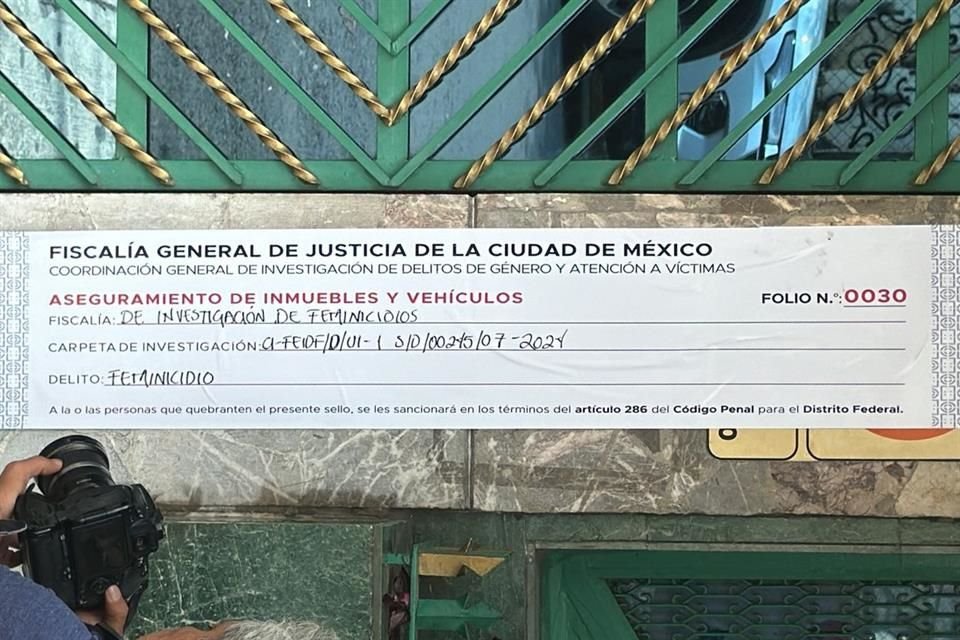 FISCALÍA GENERAL DE JUSTICIA DE LA CIUDAD DE MÉXICO
COORDINACIÓN GENERAL DE INVESTIGACIÓN DE DELITOS DE GÉNERO Y ATENCIÓN A VÍCTIMAS
ASEGURAMIENTO DE INMUEBLES Y VEHÍCULOS FOLIO N.º: 0030
FISCALÍA: DE INVESTIGACIÓN DE FEMINICIDIOS
CARPETA DE INVESTIGACIÓN: CI-FEIDF/D/UI-1 S/D/00245/07-2024
DELITO: FEMINICIDIO
A la o las personas que quebranten el presente sello, se les sancionará en los términos del artículo 286 del Código Penal para el Distrito Federal.